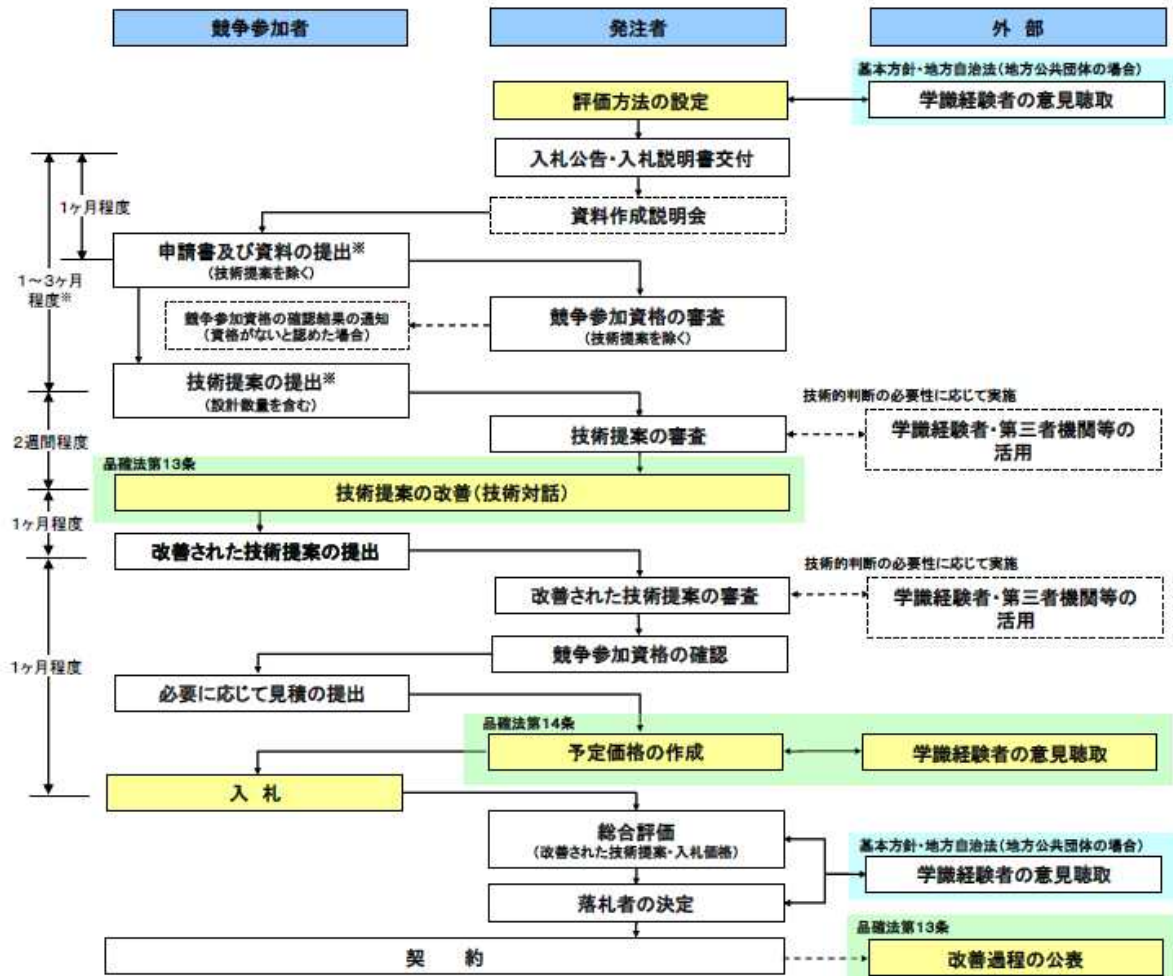 競争参加者
発注者
外 部
基本方針・地方自治法(地方公共団体の場合)
評価方法の設定
学識経験者の意見聴取
入札公告・入札説明書交付
1ヶ月程度
資料作成説明会
申請書及び資料の提出※
(技術提案を除く)
1～3ヶ月
程度※
競争参加資格の確認結果の通知
(資格がないと認めた場合)
競争参加資格の審査
(技術提案を除く)
技術提案の提出※
(設計数量を含む)
技術的判断の必要性に応じて実施
2週間程度
技術提案の審査
学識経験者・第三者機関等の
活用
品確法第13条
技術提案の改善(技術対話)
1ヶ月程度
改善された技術提案の提出
技術的判断の必要性に応じて実施
改善された技術提案の審査
学識経験者・第三者機関等の
活用
1ヶ月程度
競争参加資格の確認
必要に応じて見積の提出
品確法第14条
予定価格の作成
学識経験者の意見聴取
入 札
総合評価
(改善された技術提案・入札価格)
基本方針・地方自治法(地方公共団体の場合)
学識経験者の意見聴取
落札者の決定
品確法第13条
契 約
改善過程の公表